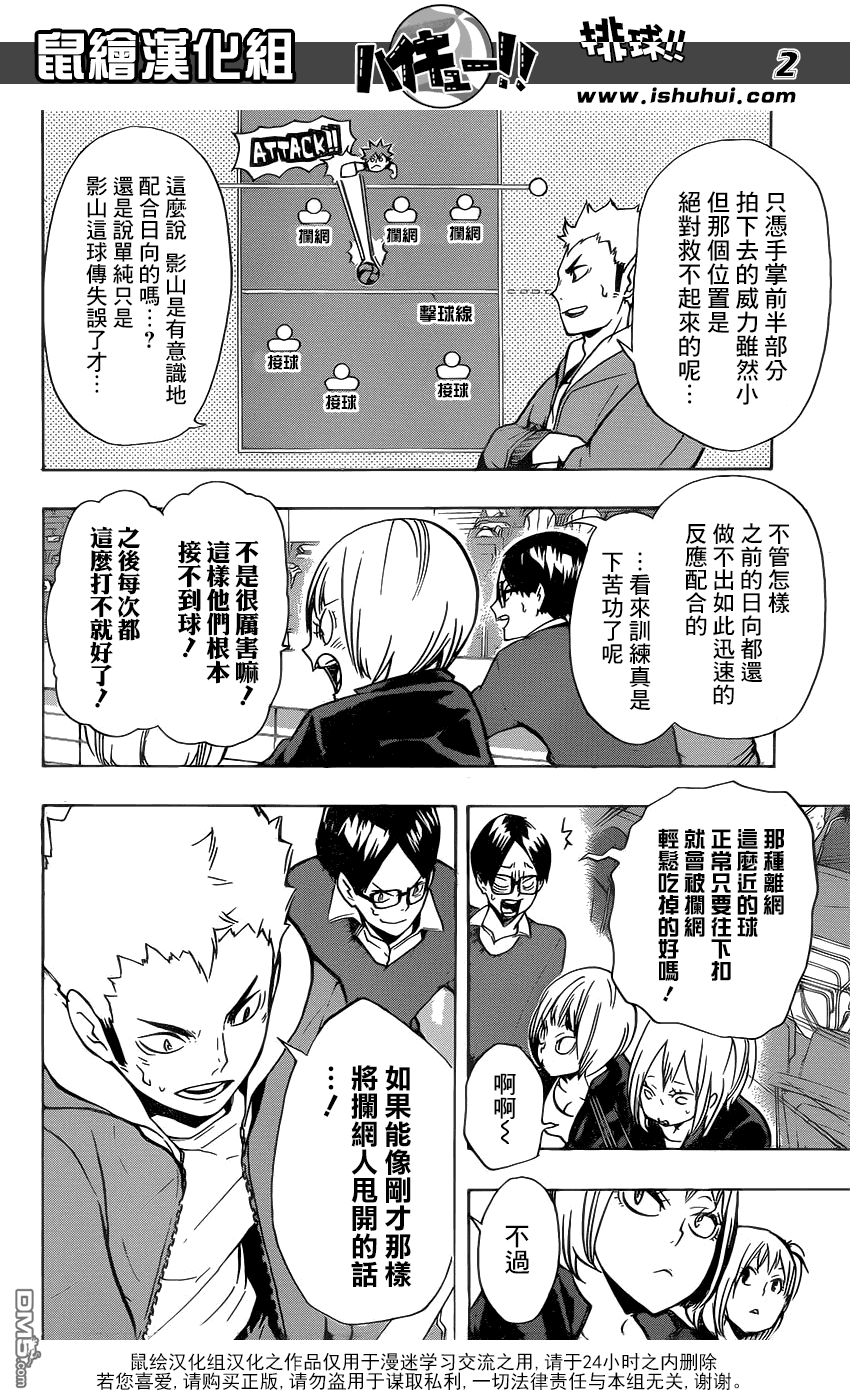 鼠繪漢化組
ハイキュー!!
排球!!
2
www.ishuhui.com
只憑手掌前半部分
拍下去的威力雖然小
但那個位置是
絕對救不起來的呢…
ATTACK!!
攔網
攔網
攔網
擊球線
接球
接球
接球
這麼說 影山是有意識地
配合日向的嗎…?
還是說單純只是
影山這球傳失誤了才…
不管怎樣
之前的日向都還
做不出如此迅速的
反應配合的
…看來訓練真是
下苦功了呢
不是很厲害嘛!
這樣他們根本
接不到球!
之後每次都
這麼打不就好了!
那種離網
這麼近的球
正常只要往下扣
就會被攔網
輕鬆吃掉的好嗎!
啊啊~
不過
如果能像剛才那樣
將攔網人甩開的話
…!
DM5
鼠绘汉化组汉化之作品仅用于漫迷学习交流之用, 请于24小时之内删除
若您喜爱, 请购买正版, 请勿用于谋取私利, 一切法律责任与本组无关, 谢谢。